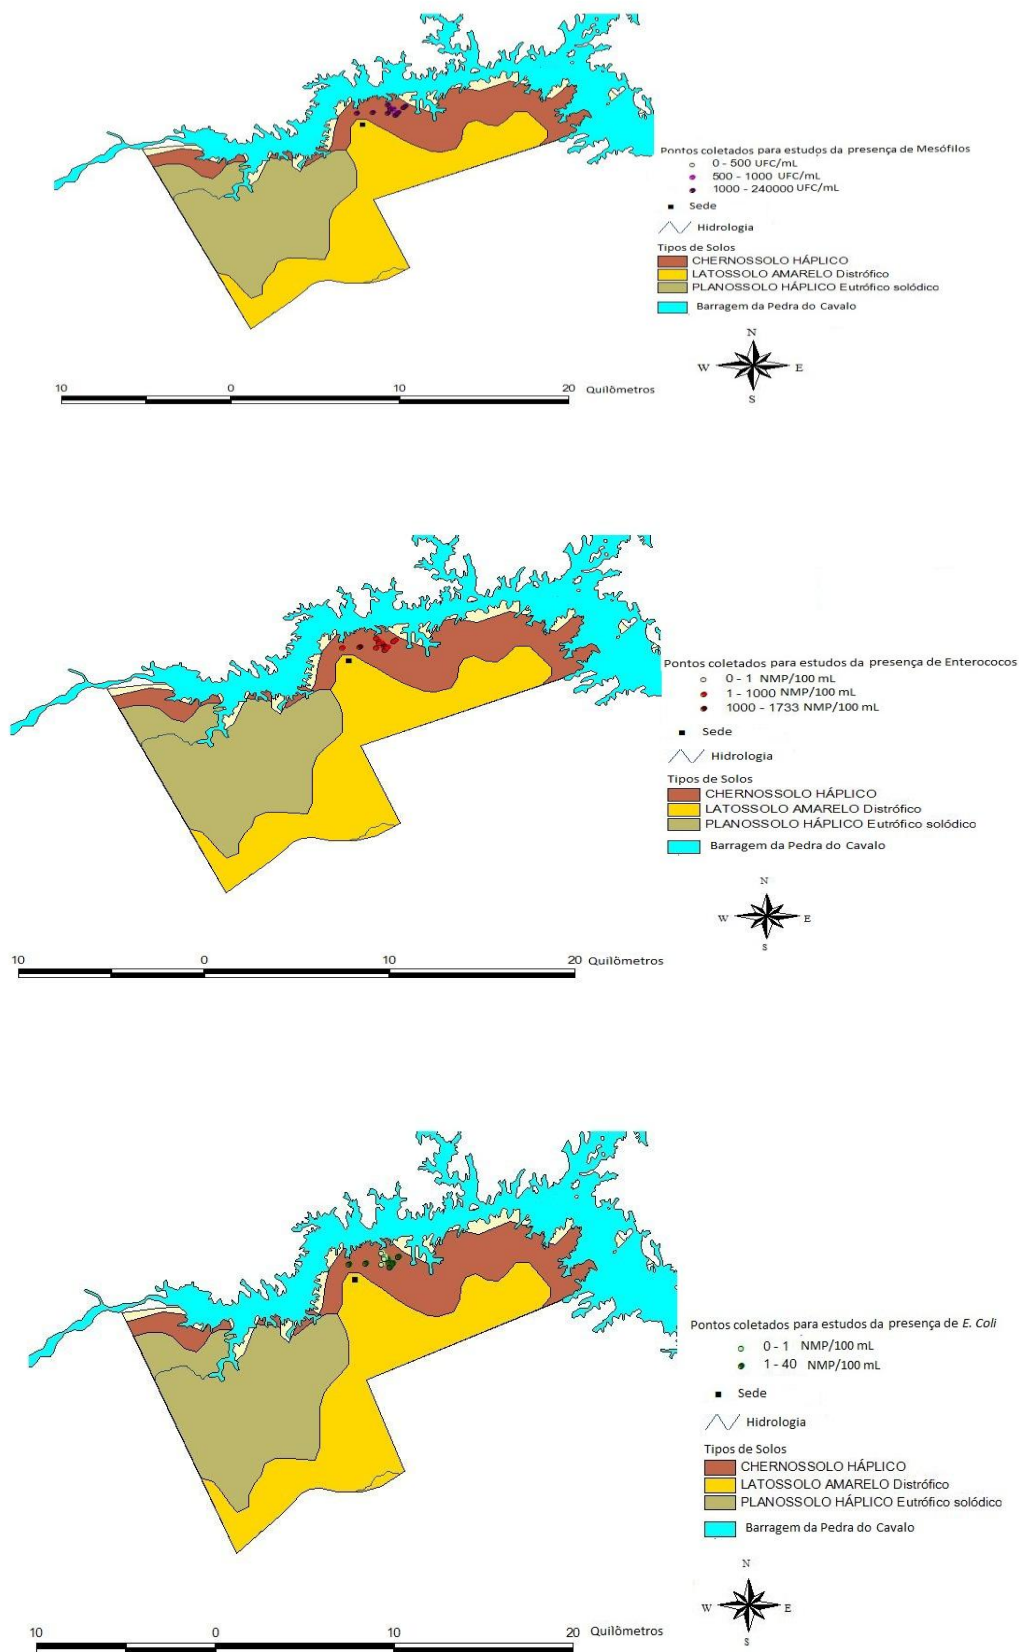 Pontos coletados para estudos da presença de Mesófilos
0 - 500 UFC/mL
500 - 1000 UFC/mL
1000 - 240000 UFC/mL
Sede
Hidrologia
Tipos de Solos
CHERNOSSOLO HÁPLICO
LATOSSOLO AMARELO Distrófico
PLANOSSOLO HÁPLICO Eutrófico solódico
Barragem da Pedra do Cavalo
N
W E
S
10 0 10 20 Quilômetros
Pontos coletados para estudos da presença de Enterococos
0 - 1 NMP/100 mL
1 - 1000 NMP/100 mL
1000 - 1733 NMP/100 mL
Sede
Hidrologia
Tipos de Solos
CHERNOSSOLO HÁPLICO
LATOSSOLO AMARELO Distrófico
PLANOSSOLO HÁPLICO Eutrófico solódico
Barragem da Pedra do Cavalo
N
W E
S
10 0 10 20 Quilômetros
Pontos coletados para estudos da presença de E. Coli
0 - 1 NMP/100 mL
1 - 40 NMP/100 mL
Sede
Hidrologia
Tipos de Solos
CHERNOSSOLO HÁPLICO
LATOSSOLO AMARELO Distrófico
PLANOSSOLO HÁPLICO Eutrófico solódico
Barragem da Pedra do Cavalo
N
W E
S
10 0 10 20 Quilômetros